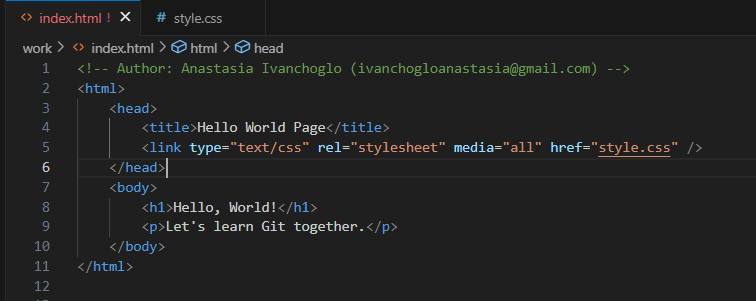 <> index.html ! × # style.css
work > <> index.html > html > head
1 <!-- Author: Anastasia Ivanchoglo (ivanchogloanastasia@gmail.com) -->
2 <html>
3 <head>
4 <title>Hello World Page</title>
5 <link type="text/css" rel="stylesheet" media="all" href="style.css" />
6 </head>
7 <body>
8 <h1>Hello, World!</h1>
9 <p>Let's learn Git together.</p>
10 </body>
11 </html>
12